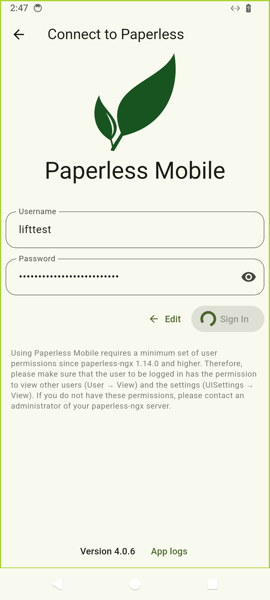 2:47
Connect to Paperless
Paperless Mobile
Username
lifttest
Password
••••••••••••••••••••••••••
Edit
Sign In
Using Paperless Mobile requires a minimum set of user
permissions since paperless-ngx 1.14.0 and higher. Therefore,
please make sure that the user to be logged in has the permission
to view other users (User → View) and the settings (UISettings →
View). If you do not have these permissions, please contact an
administrator of your paperless-ngx server.
Version 4.0.6
App logs